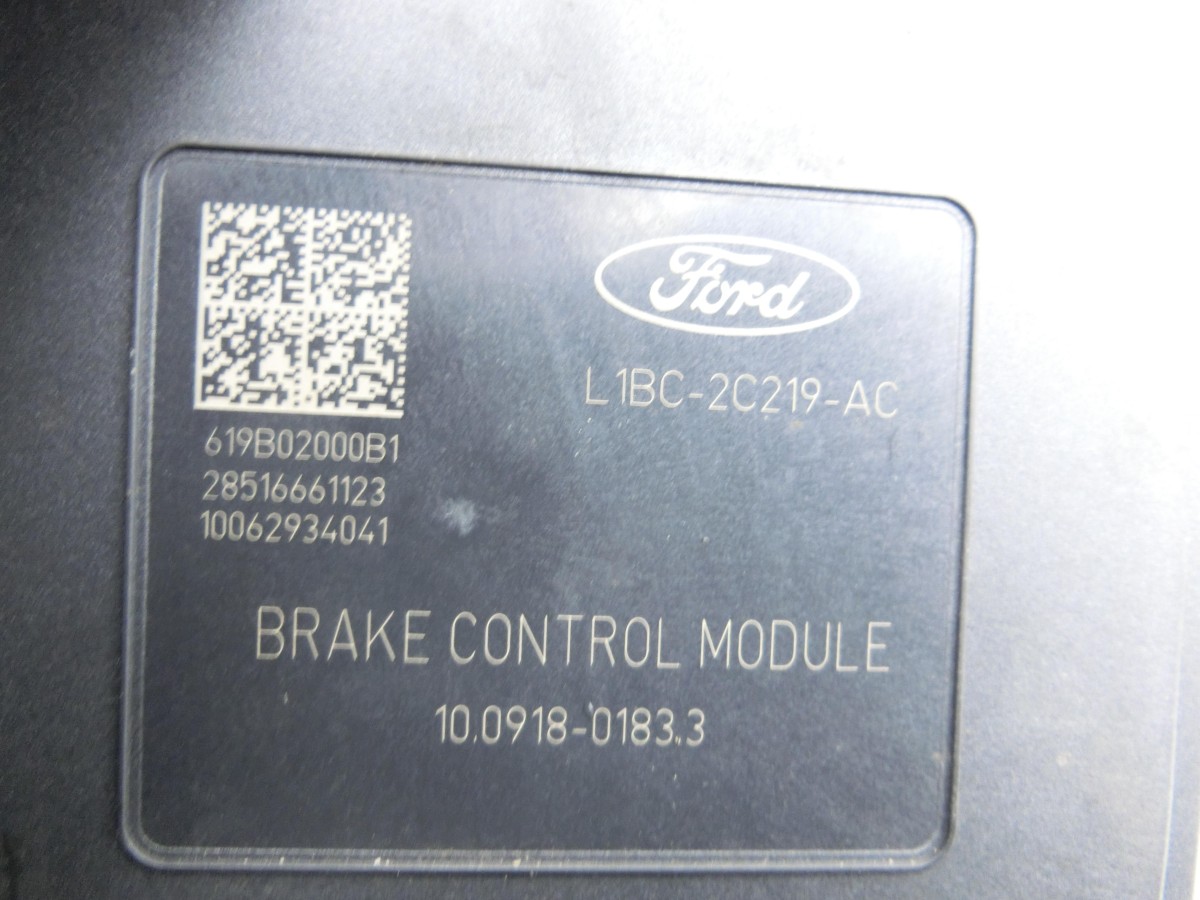 Ford
L1BC-2C219-AC
619B02000B1
28516661123
10062934041
BRAKE CONTROL MODULE
10.0918-0183.3